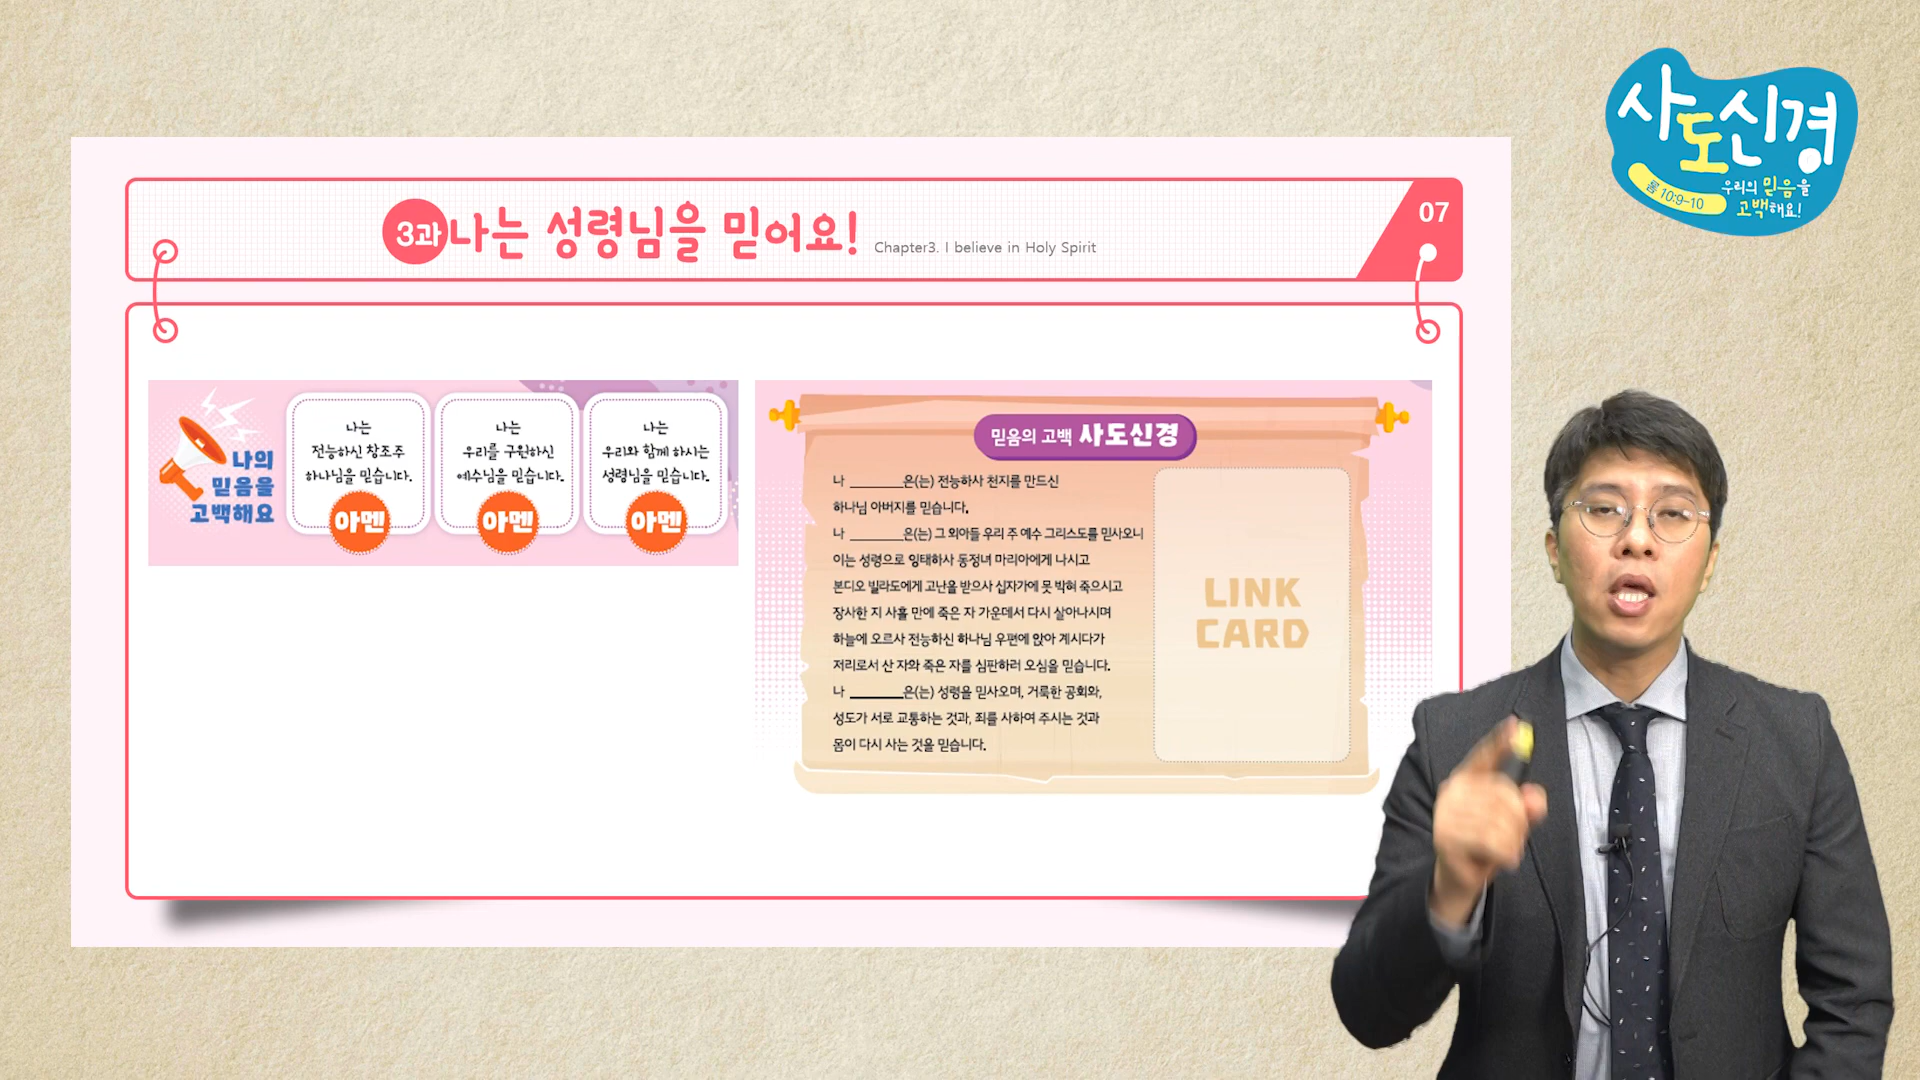 사도신경
롬 10:9-10
우리의 믿음을
고백해요!
3과 나는 성령님을 믿어요!
Chapter3. I believe in Holy Spirit
07
나의
믿음을
고백해요
나는
전능하신 창조주
하나님을 믿습니다.
아멘
나는
우리를 구원하신
예수님을 믿습니다.
아멘
나는
우리와 함께 하시는
성령님을 믿습니다.
아멘
믿음의 고백 사도신경
나 ________은(는) 전능하사 천지를 만드신
하나님 아버지를 믿습니다.
나 ________은(는) 그 외아들 우리 주 예수 그리스도를 믿사오니
이는 성령으로 잉태하사 동정녀 마리아에게 나시고
본디오 빌라도에게 고난을 받으사 십자가에 못 박혀 죽으시고
장사한 지 사흘 만에 죽은 자 가운데서 다시 살아나시며
하늘에 오르사 전능하신 하나님 우편에 앉아 계시다가
저리로서 산 자와 죽은 자를 심판하러 오심을 믿습니다.
나 ________은(는) 성령을 믿사오며, 거룩한 공회와,
성도가 서로 교통하는 것과, 죄를 사하여 주시는 것과
몸이 다시 사는 것을 믿습니다.
LINK
CARD